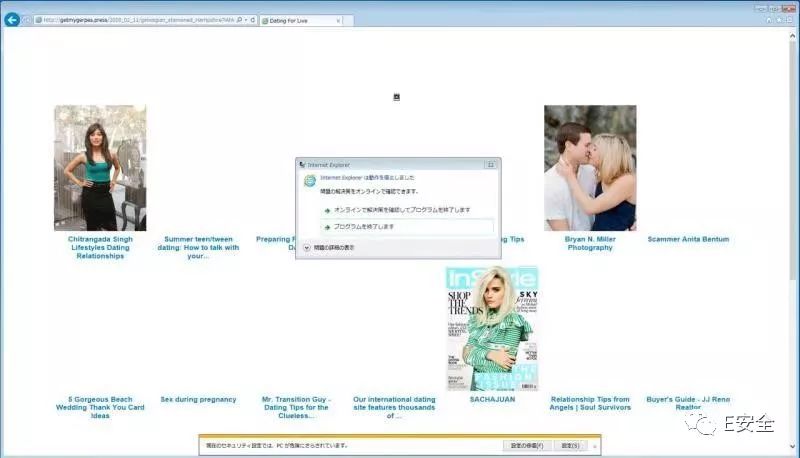 Dating For Live
Internet Explorer
Internet Explorer は動作を停止しました
問題の解決策をオンラインで確認できます。
オンラインで解決策を確認してプログラムを終了します
プログラムを終了します
問題の詳細の表示
Chitrangada Singh
Lifestyles Dating
Relationships
Summer teen/tween
dating: How to talk with
your...
Preparing
ng Tips
Bryan N. Miller
Photography
Scammer Anita Bentum
InStyle
SHOP
THE
TRENDS
SKY
THE
FASHION
ISSUE
5 Gorgeous Beach
Wedding Thank You Card
Ideas
Sex during pregnancy
Mr. Transition Guy -
Dating Tips for the
Clueless...
Our international dating
site features thousands
of ...
SACHAJUAN
Relationship Tips from
Angels | Soul Survivors
Buyer's Guide - JJ Reno
Realtor
現在のセキュリティ設定では、PC が危険にさらされています。
設定の修復(F)
設定(S)
E安全